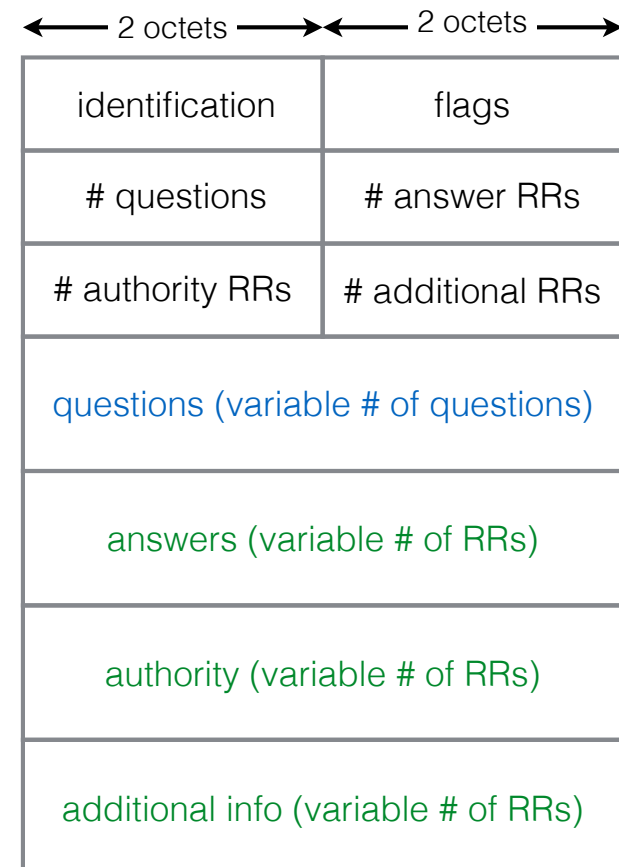 2 octets 2 octets
identification flags
# questions # answer RRs
# authority RRs # additional RRs
questions (variable # of questions)
answers (variable # of RRs)
authority (variable # of RRs)
additional info (variable # of RRs)